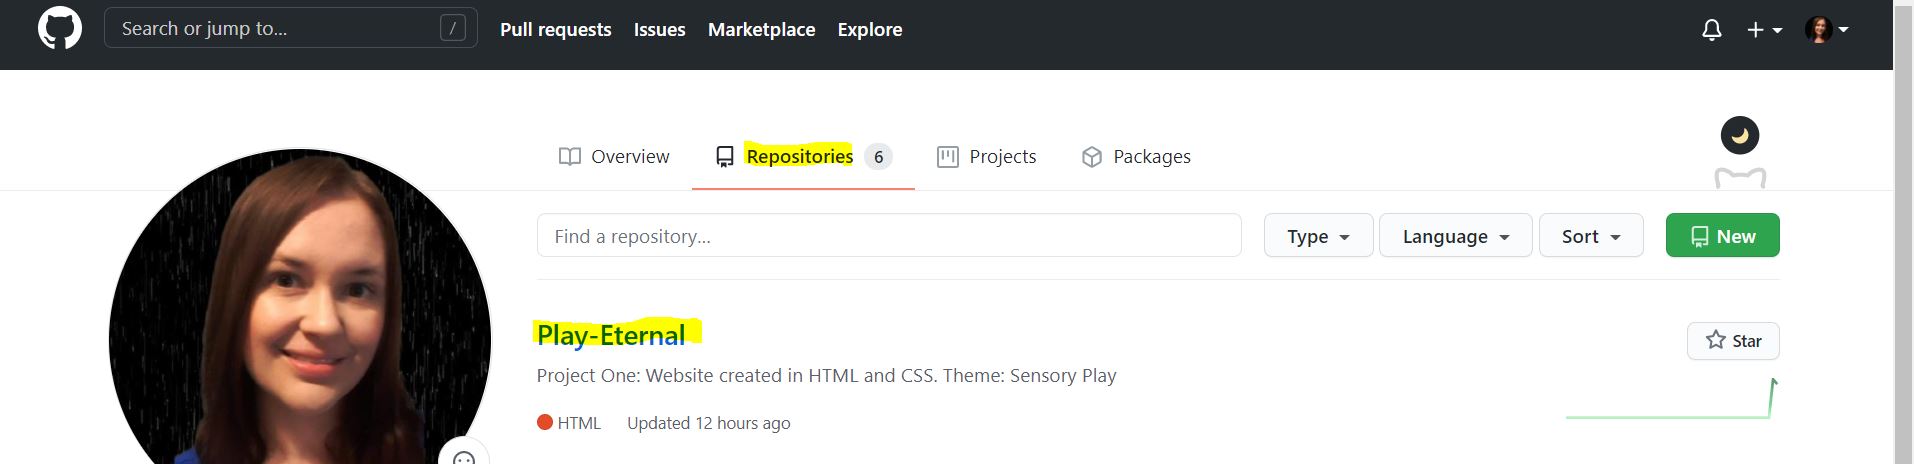 Search or jump to... /
Pull requests Issues Marketplace Explore
Overview Repositories 6 Projects Packages
Find a repository... Type Language Sort New
Play-Eternal
Star
Project One: Website created in HTML and CSS. Theme: Sensory Play
HTML Updated 12 hours ago